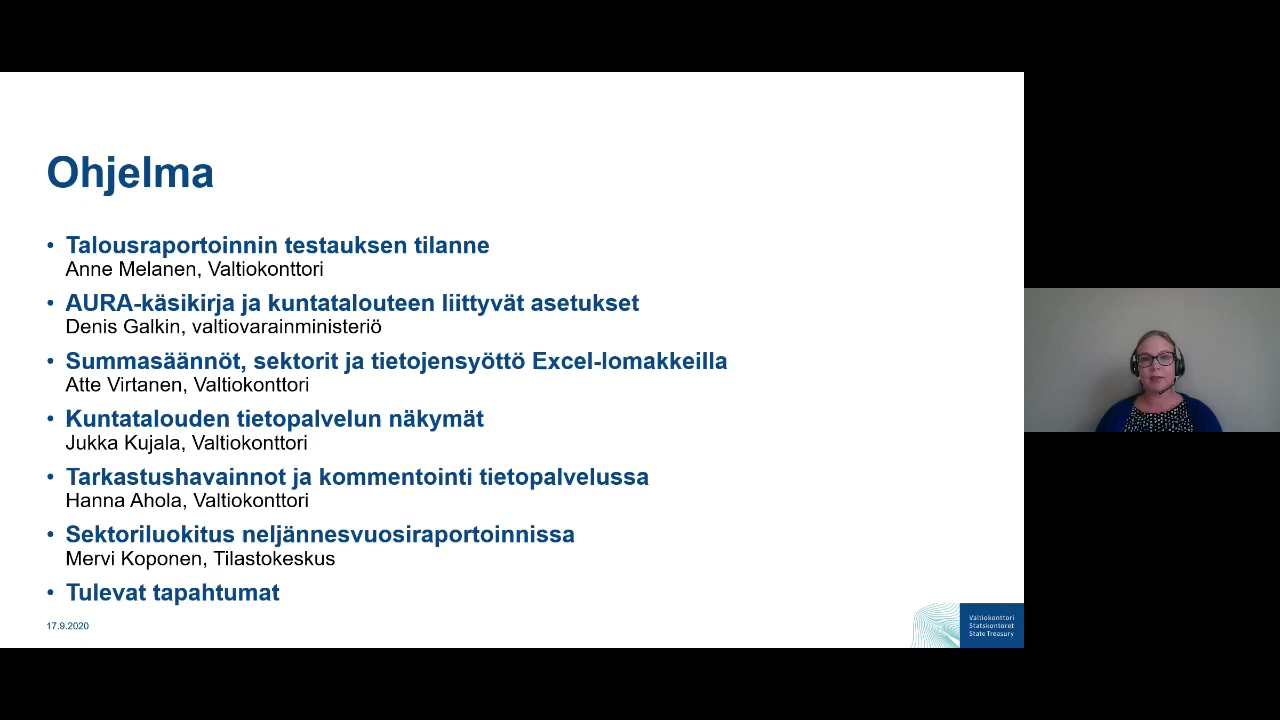 Ohjelma
• Talousraportoinnin testauksen tilanne
Anne Melanen, Valtiokonttori
• AURA-käsikirja ja kuntatalouteen liittyvät asetukset
Denis Galkin, valtiovarainministeriö
• Summasäännöt, sektorit ja tietojensyöttö Excel-lomakkeilla
Atte Virtanen, Valtiokonttori
• Kuntatalouden tietopalvelun näkymät
Jukka Kujala, Valtiokonttori
• Tarkastushavainnot ja kommentointi tietopalvelussa
Hanna Ahola, Valtiokonttori
• Sektoriluokitus neljännesvuosiraportoinnissa
Mervi Koponen, Tilastokeskus
• Tulevat tapahtumat
17.9.2020
Valtiokonttori
Statskontoret
State Treasury